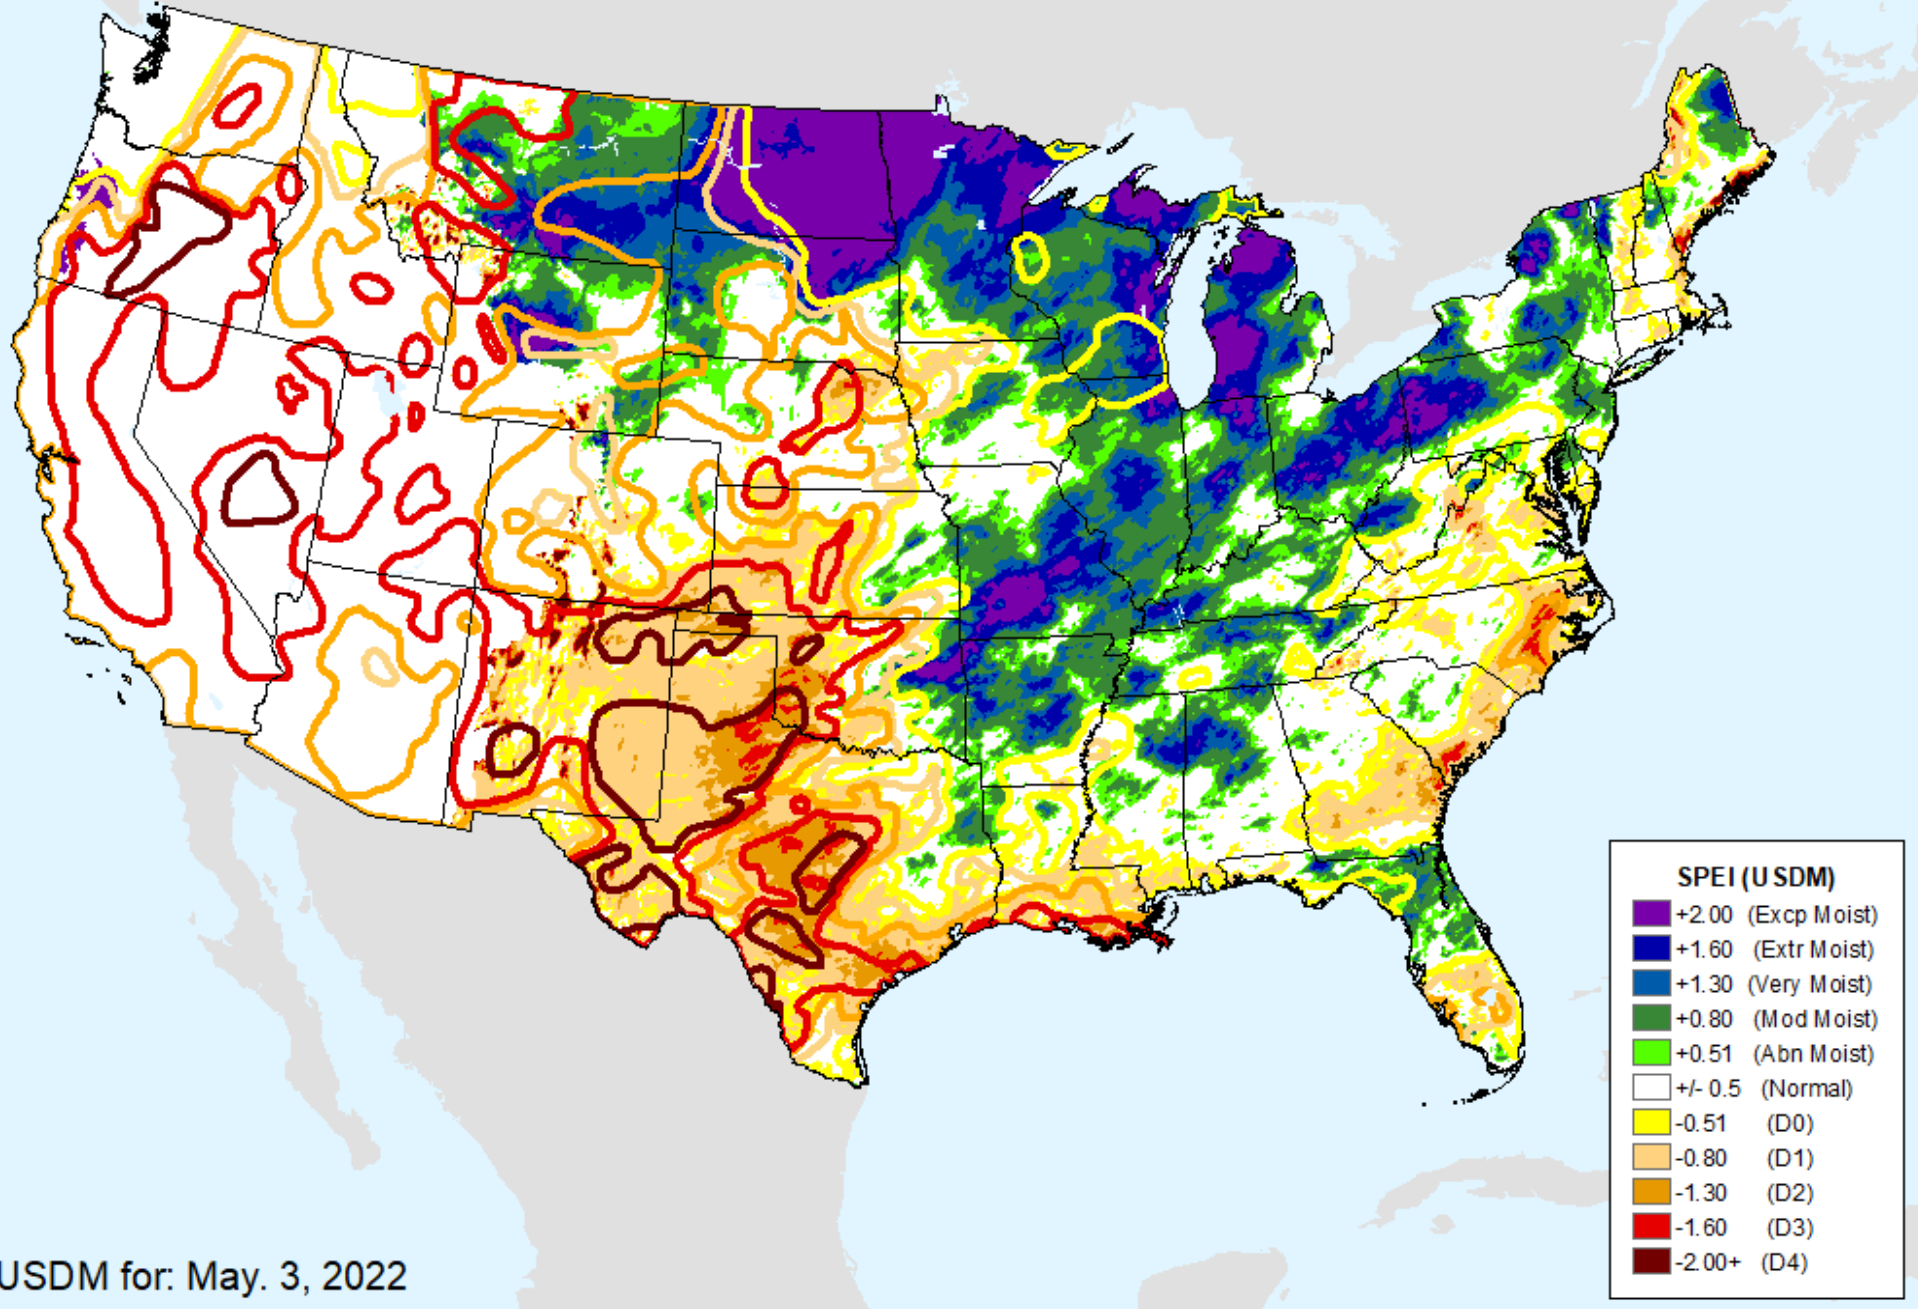 SPEI (USDM)
+2.00 (Excp Moist)
+1.60 (Extr Moist)
+1.30 (Very Moist)
+0.80 (Mod Moist)
+0.51 (Abn Moist)
+/- 0.5 (Normal)
-0.51 (D0)
-0.80 (D1)
-1.30 (D2)
-1.60 (D3)
-2.00+ (D4)
USDM for: May. 3, 2022